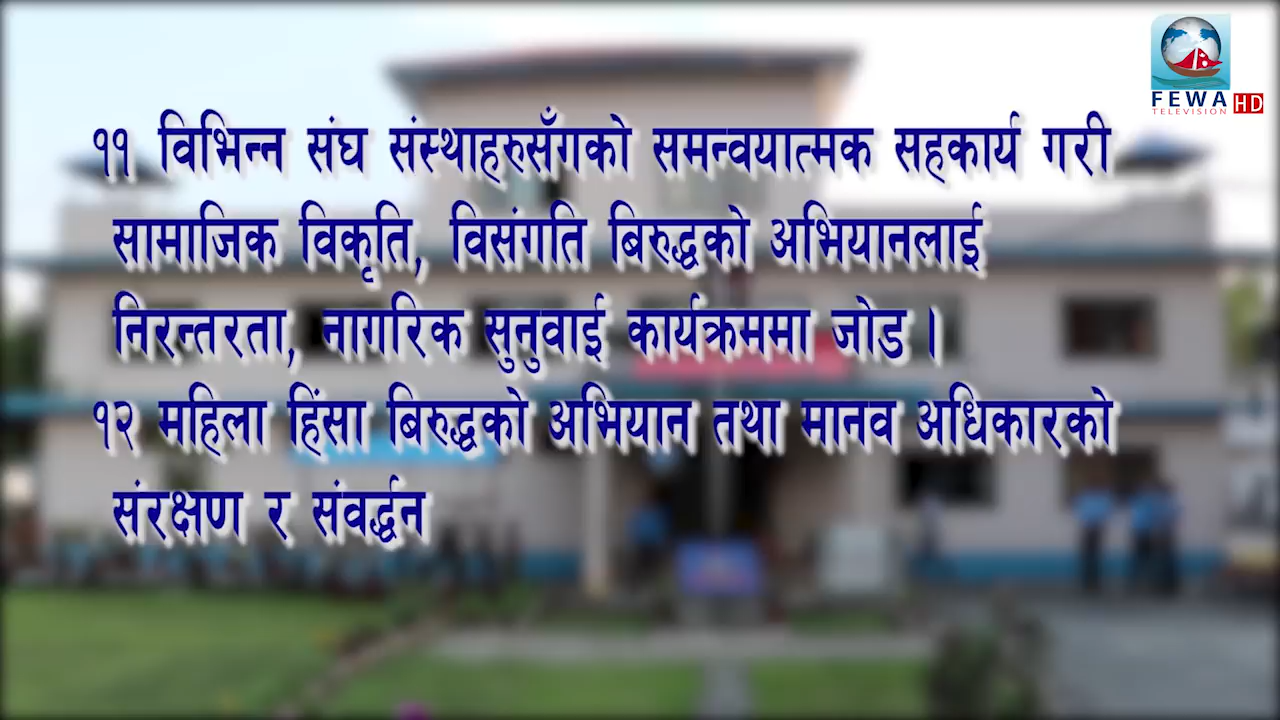 FEWA HD
TELEVISION
११ विभिन्न संघ संस्थाहरुसँगको समन्वयात्मक सहकार्य गरी
सामाजिक विकृति, विसंगति बिरुद्धको अभियानलाई
निरन्तरता, नागरिक सुनुवाई कार्यक्रममा जोड ।
१२ महिला हिंसा बिरुद्धको अभियान तथा मानव अधिकारको
संरक्षण र संवर्द्धन